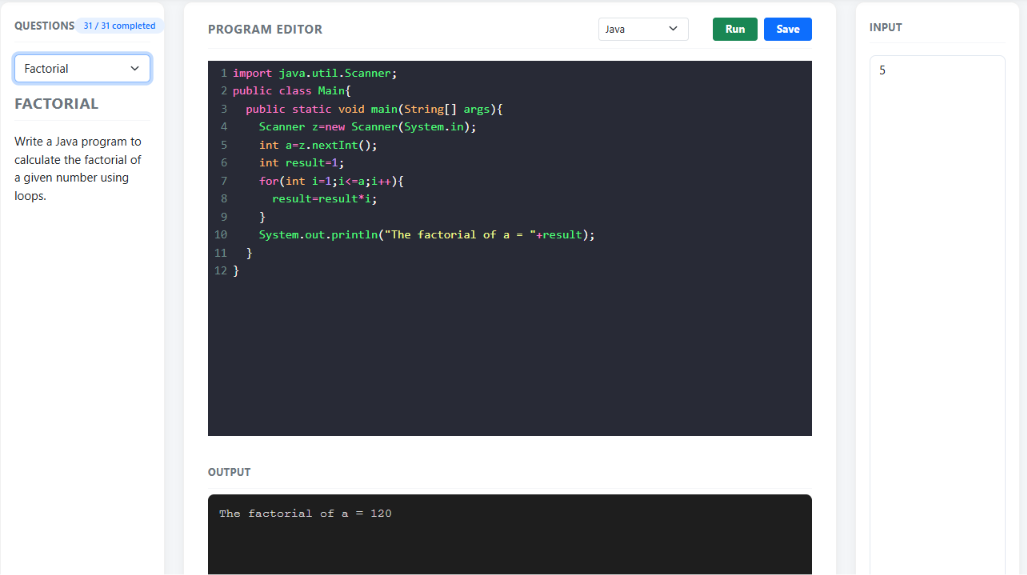 QUESTIONS 31 / 31 completed
Factorial
FACTORIAL
Write a Java program to
calculate the factorial of
a given number using
loops.
PROGRAM EDITOR
Java
Run
Save
1 import java.util.Scanner;
2 public class Main{
3   public static void main(String[] args){
4     Scanner z=new Scanner(System.in);
5     int a=z.nextInt();
6     int result=1;
7     for(int i=1;i<=a;i++){
8       result=result*i;
9     }
10     System.out.println("The factorial of a = "+result);
11   }
12 }
OUTPUT
The factorial of a = 120
INPUT
5